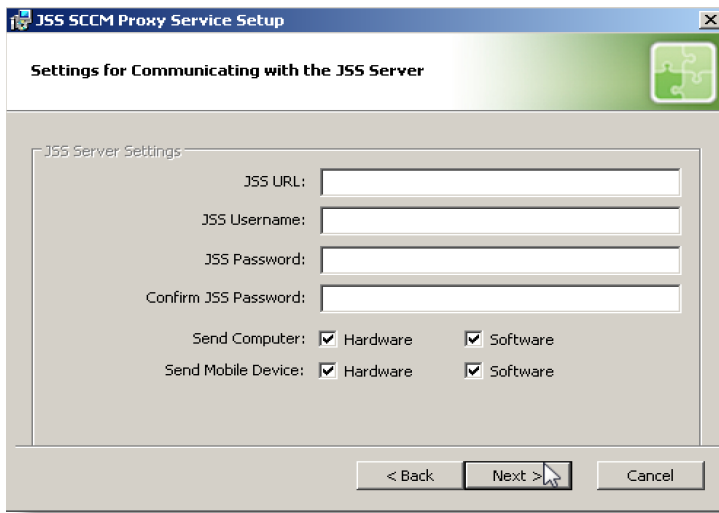 JSS SCCM Proxy Service Setup
Settings for Communicating with the JSS Server
JSS Server Settings
JSS URL:
JSS Username:
JSS Password:
Confirm JSS Password:
Send Computer: Hardware Software
Send Mobile Device: Hardware Software
< Back Next > Cancel